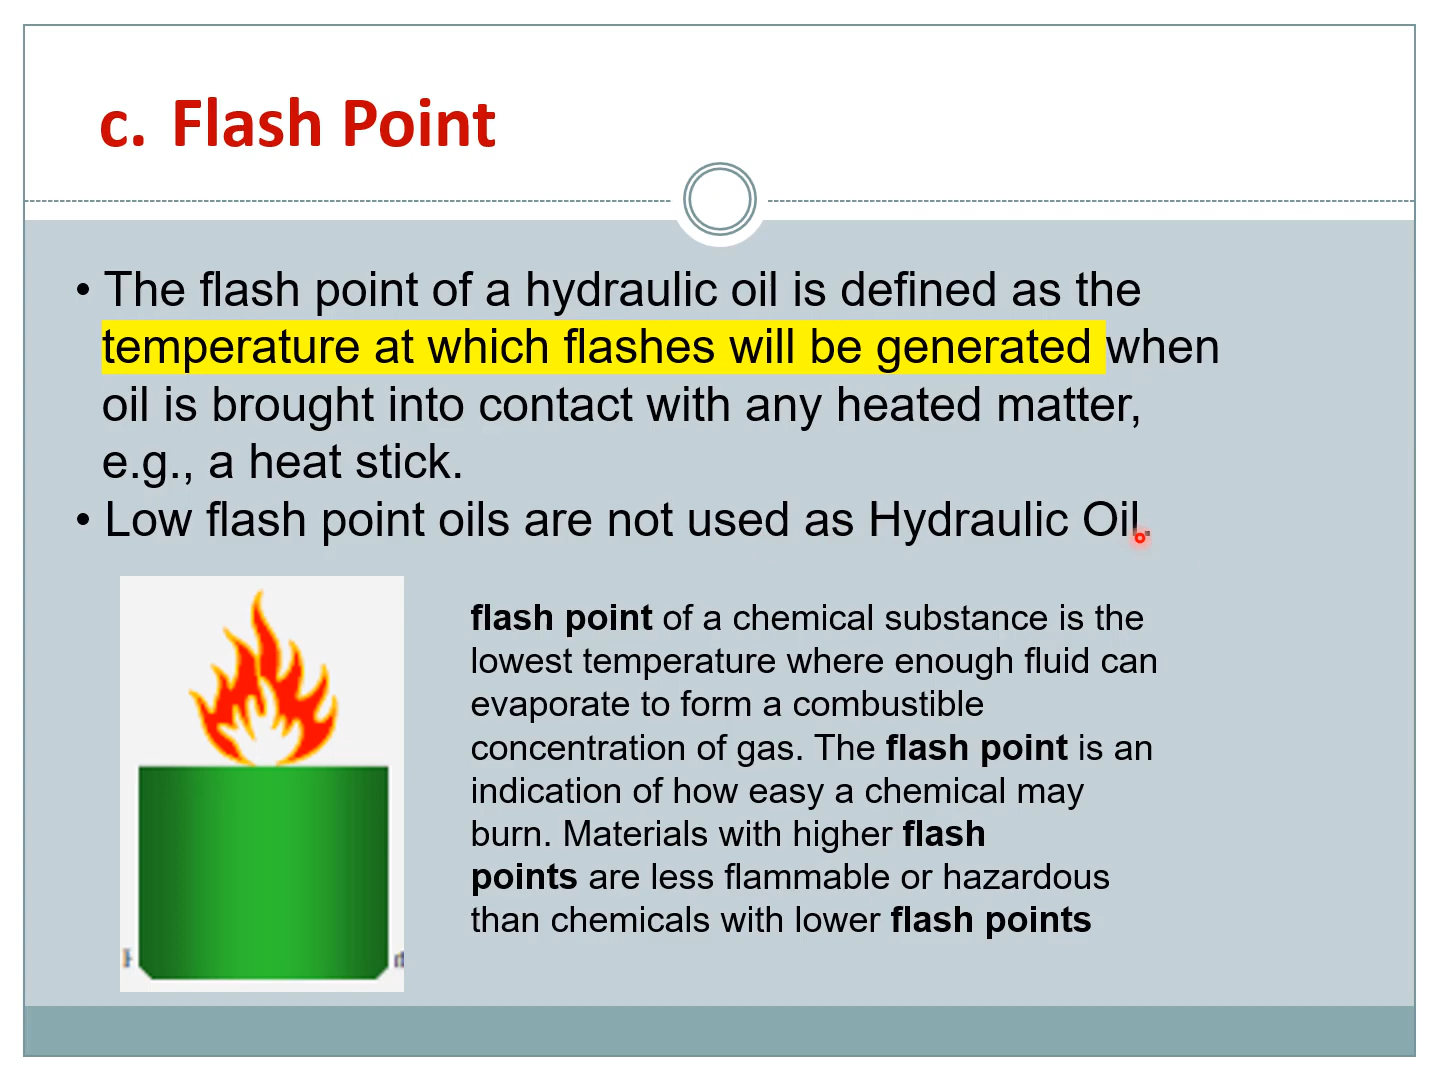 c. Flash Point
• The flash point of a hydraulic oil is defined as the
temperature at which flashes will be generated when
oil is brought into contact with any heated matter,
e.g., a heat stick.
• Low flash point oils are not used as Hydraulic Oil.
flash point of a chemical substance is the
lowest temperature where enough fluid can
evaporate to form a combustible
concentration of gas. The flash point is an
indication of how easy a chemical may
burn. Materials with higher flash
points are less flammable or hazardous
than chemicals with lower flash points